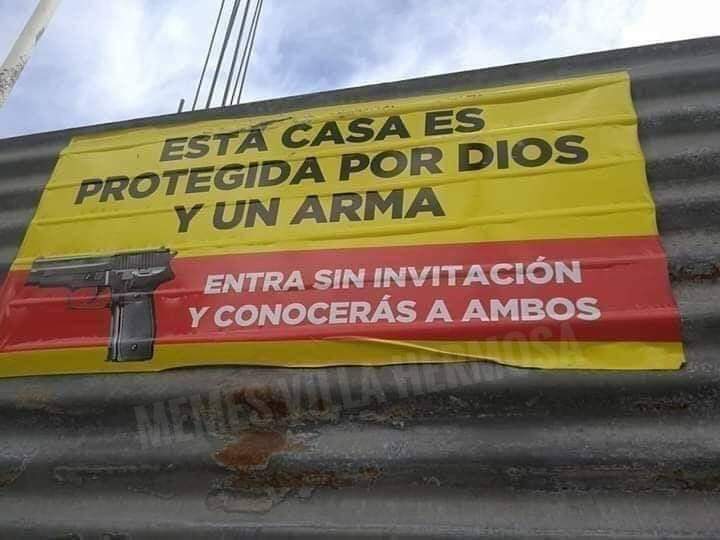 ESTA CASA ES
PROTEGIDA POR DIOS
Y UN ARMA
ENTRA SIN INVITACIÓN
Y CONOCERÁS A AMBOS
MEMES VILLA HERMOSA